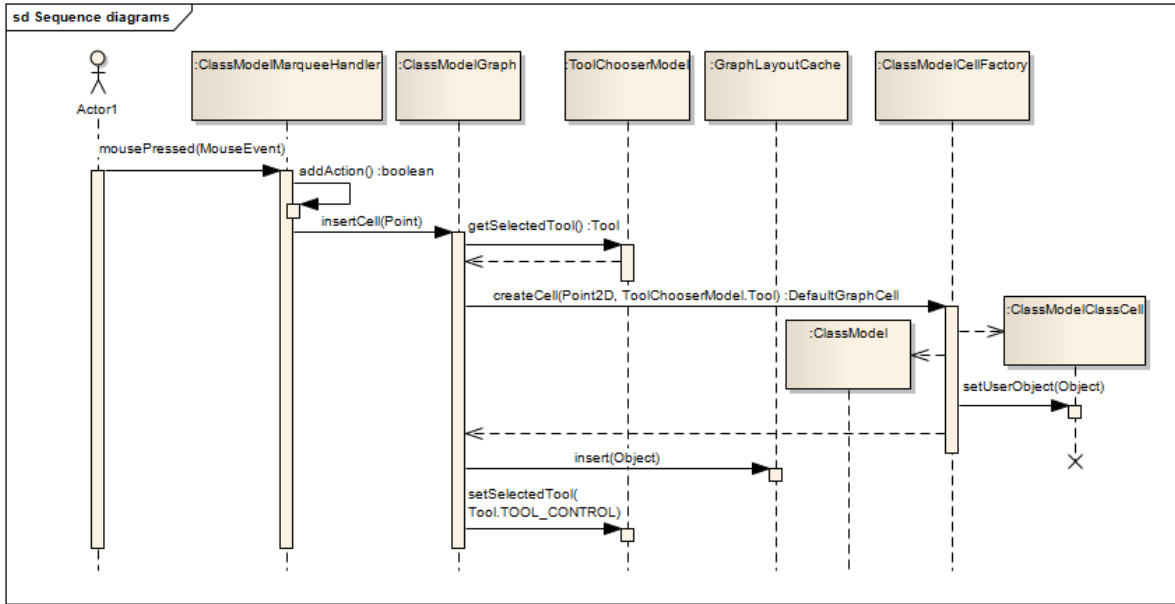 sd Sequence diagrams
Actor1
:ClassModelMarqueeHandler
:ClassModelGraph
:ToolChooserModel
:GraphLayoutCache
:ClassModelCellFactory
mousePressed(MouseEvent)
addAction() :boolean
insertCell(Point)
getSelectedTool() :Tool
createCell(Point2D, ToolChooserModel.Tool) :DefaultGraphCell
:ClassModelClassCell
:ClassModel
setUserObject(Object)
insert(Object)
setSelectedTool(
Tool.TOOL_CONTROL)